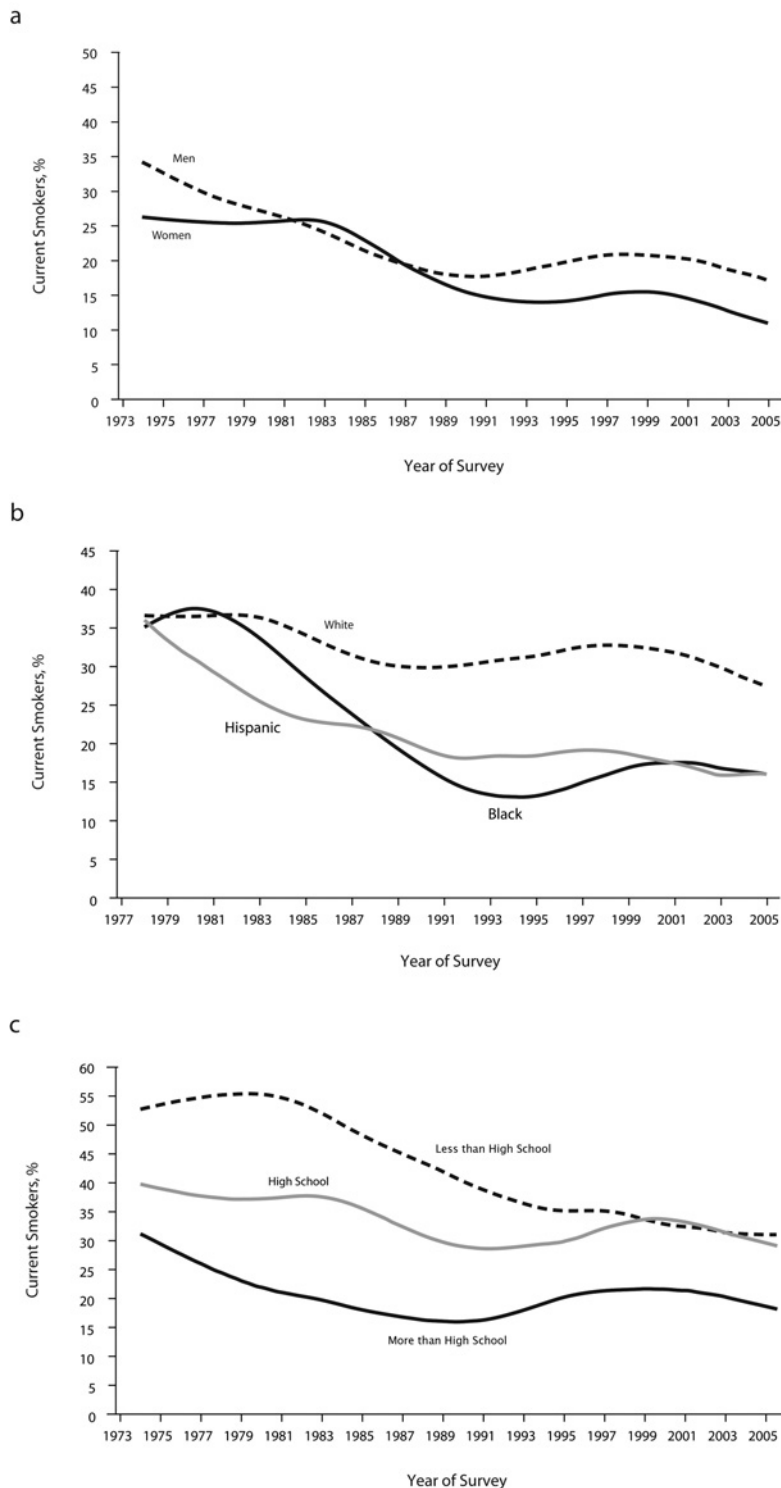 a
50
45
40
35
30
25
20
15
10
5
0
Current Smokers, %
Men
Women
1973 1975 1977 1979 1981 1983 1985 1987 1989 1991 1993 1995 1997 1999 2001 2003 2005
Year of Survey
b
45
40
35
30
25
20
15
10
5
0
Current Smokers, %
White
Hispanic
Black
1977 1979 1981 1983 1985 1987 1989 1991 1993 1995 1997 1999 2001 2003 2005
Year of Survey
c
60
55
50
45
40
35
30
25
20
15
10
5
0
Current Smokers, %
Less than High School
High School
More than High School
1973 1975 1977 1979 1981 1983 1985 1987 1989 1991 1993 1995 1997 1999 2001 2003 2005
Year of Survey